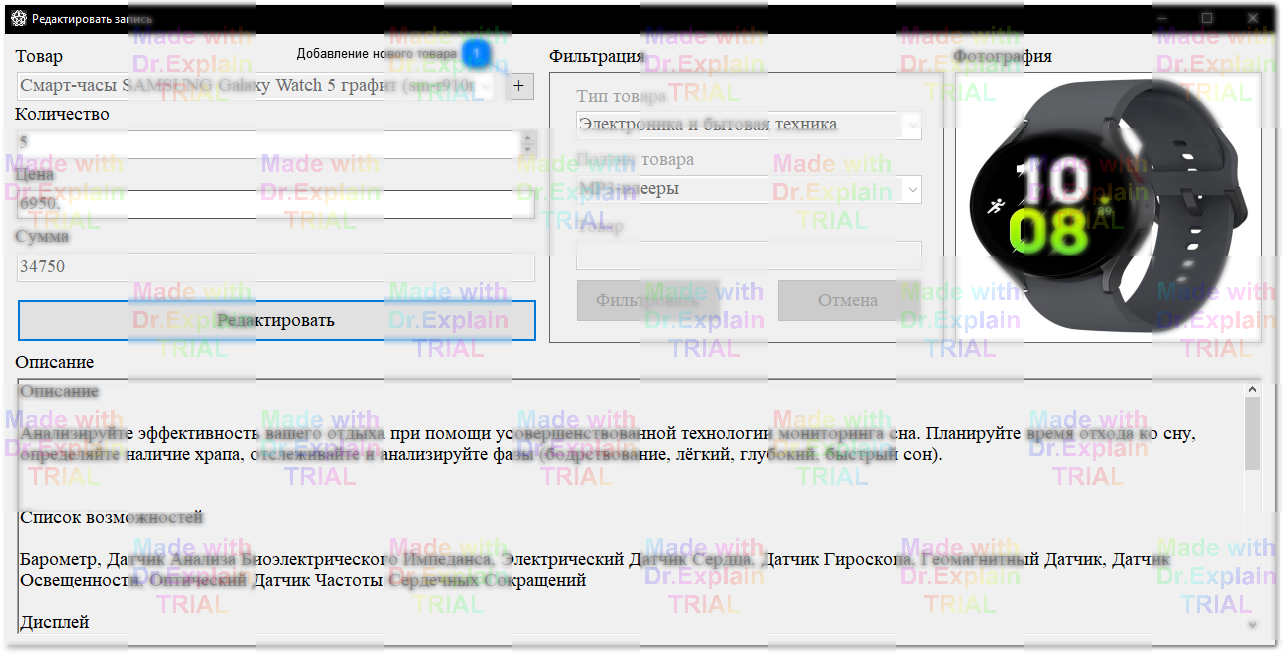 Редактировать запись
Товар
Добавление нового товара 1
Смарт-часы SAMSUNG Galaxy Watch 5 графит (sm-r910n
+
Количество
5
Цена
6950,
Сумма
34750
Редактировать
Фильтрация
Тип товара
Электроника и бытовая техника
Подтип товара
MP3-плееры
Товар
Фильтровать
Отмена
Фотография
10
08
89
Описание
Описание
Анализируйте эффективность вашего отдыха при помощи усовершенствованной технологии мониторинга сна. Планируйте время отхода ко сну,
определяйте наличие храпа, отслеживайте и анализируйте фазы (бодрствование, лёгкий, глубокий, быстрый сон).
Список возможностей
Барометр, Датчик Анализа Биоэлектрического Импеданса, Электрический Датчик Сердца, Датчик Гироскопа, Геомагнитный Датчик, Датчик
Освещенности, Оптический Датчик Частоты Сердечных Сокращений
Дисплей
Made with
Dr.Explain
TRIAL